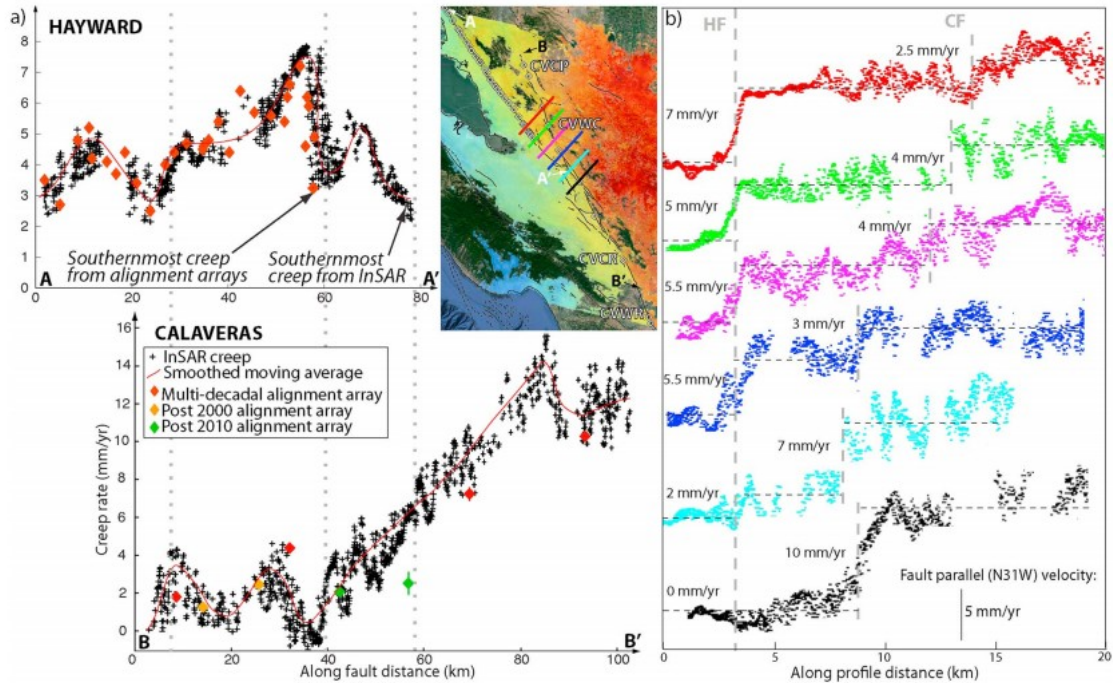 a)
HAYWARD
8
7
6
5
4
3
2
1
0
Southernmost creep
from alignment arrays
Southernmost
creep from InSAR
A
A'
0
20
40
60
80
A
B
CVCP
CVWC
A'
CVCR
B'
CVWR
CALAVERAS
InSAR creep
Smoothed moving average
Multi-decadal alignment array
Post 2000 alignment array
Post 2010 alignment array
16
14
12
10
8
6
4
2
0
Creep rate (mm/yr)
B
B'
0
20
40
60
80
100
Along fault distance (km)
b)
HF
CF
2.5 mm/yr
7 mm/yr
4 mm/yr
5 mm/yr
4 mm/yr
5.5 mm/yr
3 mm/yr
5.5 mm/yr
7 mm/yr
2 mm/yr
10 mm/yr
0 mm/yr
Fault parallel (N31W) velocity:
5 mm/yr
0
5
10
15
20
Along profile distance (km)